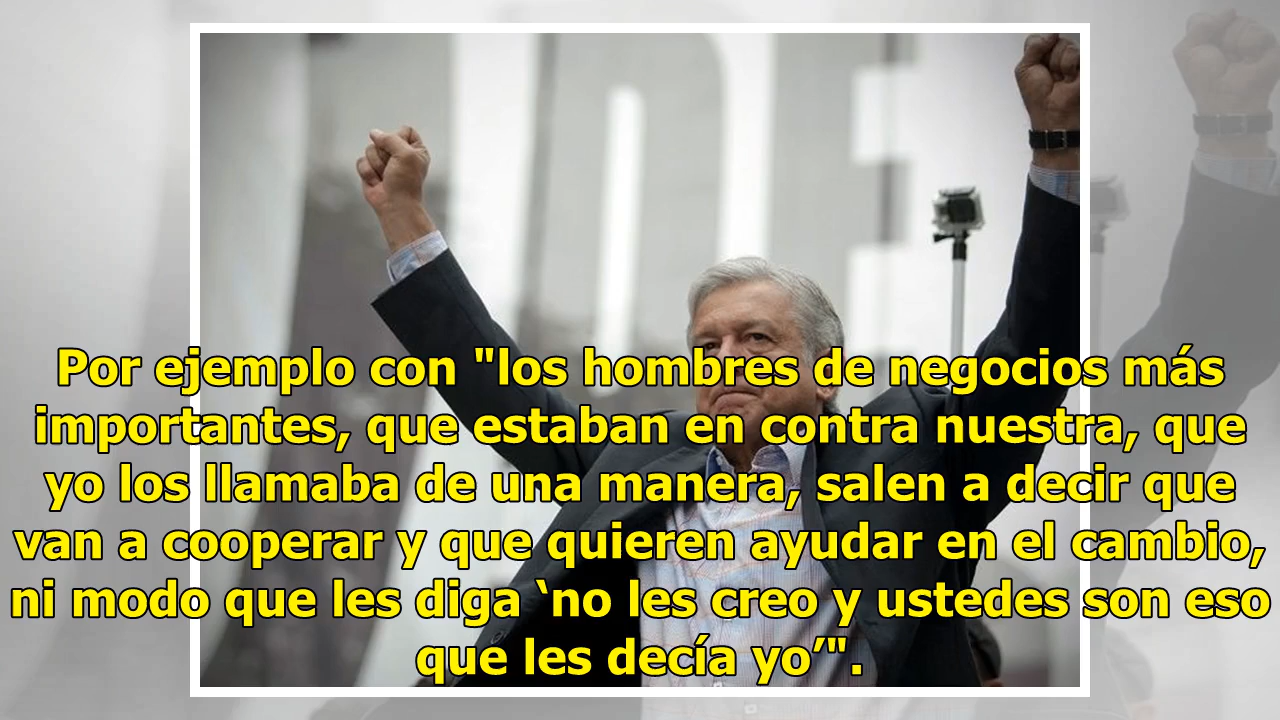 Por ejemplo con "los hombres de negocios más
importantes, que estaban en contra nuestra, que
yo los llamaba de una manera, salen a decir que
van a cooperar y que quieren ayudar en el cambio,
ni modo que les diga ‘no les creo y ustedes son eso
que les decía yo’".